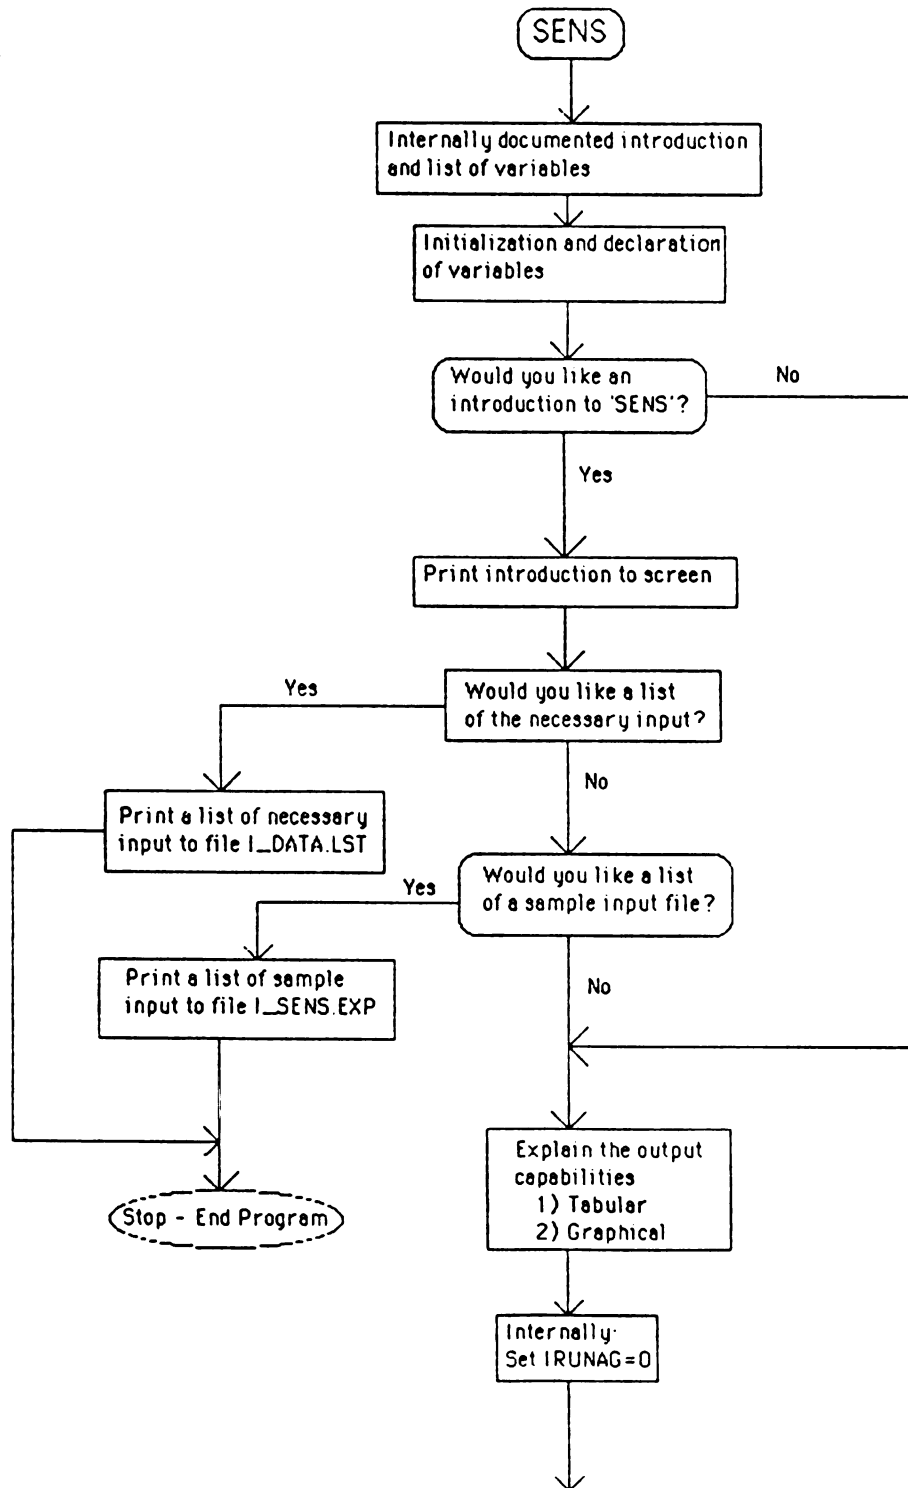 SENS
Internally documented introduction
and list of variables
Initialization and declaration
of variables
Would you like an
introduction to 'SENS'?
No
Yes
Print introduction to screen
Yes
Would you like a list
of the necessary input?
No
Print a list of necessary
input to file I_DATA.LST
Yes
Would you like a list
of a sample input file?
Print a list of sample
input to file I_SENS.EXP
No
Explain the output
capabilities
1) Tabular
2) Graphical
Stop - End Program
Internally:
Set IRUNAG=0